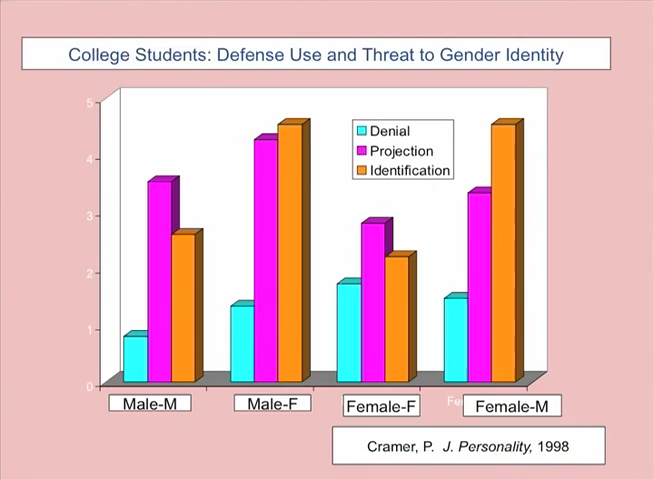 College Students: Defense Use and Threat to Gender Identity
5
4
3
2
1
0
Denial
Projection
Identification
Male-M
Male-F
Female-F
Female-M
Cramer, P. J. Personality, 1998